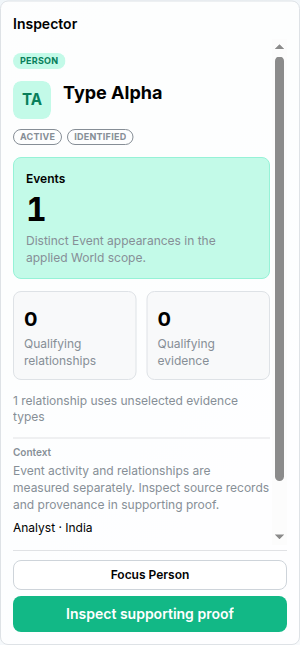 Inspector
PERSON
TA
Type Alpha
ACTIVE
IDENTIFIED
Events
1
Distinct Event appearances in the
applied World scope.
0
Qualifying
relationships
0
Qualifying
evidence
1 relationship uses unselected evidence
types
Context
Event activity and relationships are
measured separately. Inspect source records
and provenance in supporting proof.
Analyst · India
Focus Person
Inspect supporting proof